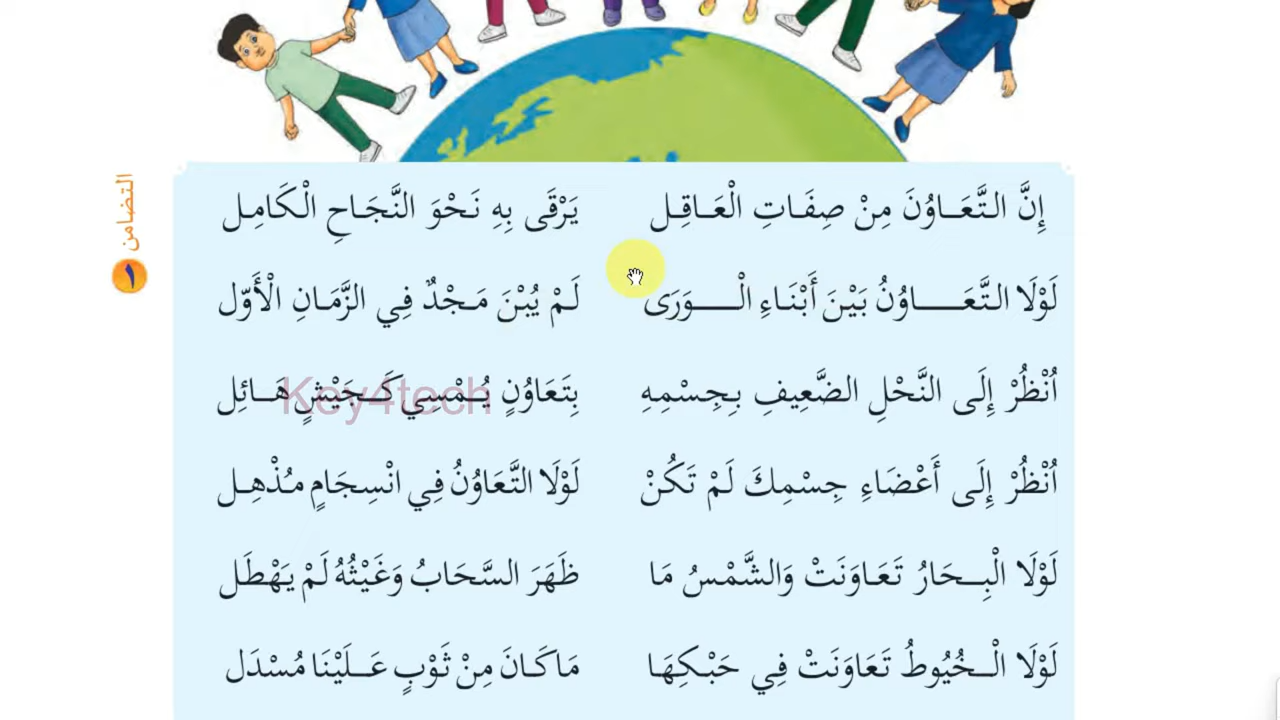 إِنَّ التَّعَاوُنَ مِنْ صِفَاتِ الْعَاقِلِ يَرْقَى بِهِ نَحْوَ النَّجَاحِ الْكَامِلِ
لَوْلَا التَّعَاوُنُ بَيْنَ أَبْنَاءِ الْوَرَى لَمْ يُبْنَ مَجْدٌ فِي الزَّمَانِ الْأَوّل
اُنْظُرْ إِلَى النَّحْلِ الضَّعِيفِ بِجِسْمِهِ بِتَعَاوُنٍ يُمْسِي كَجَيْشٍ هَائِلِ
Key4tech
اُنْظُرْ إِلَى أَعْضَاءِ جِسْمِكَ لَمْ تَكُنْ لَوْلَا التَّعَاوُنُ فِي انْسِجَامٍ مُذْهِلِ
لَوْلَا الْبِحَارُ تَعَاوَنَتْ وَالشَّمْسُ مَا ظَهَرَ السَّحَابُ وَغَيْثُهُ لَمْ يَهْطَل
لَوْلَا الْخُيُوطُ تَعَاوَنَتْ فِي حَبْكِهَا مَا كَانَ مِنْ ثَوْبٍ عَلَيْنَا مُسْدَل
التضامن
١